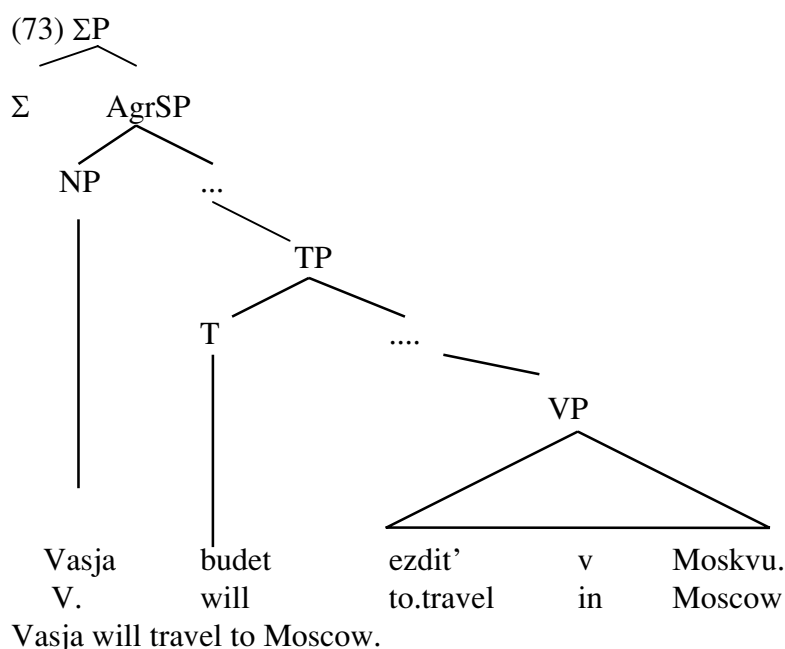 (73) ΣP
Σ AgrSP
NP ...
TP
T ....
VP
Vasja budet ezdit’ v Moskvu.
V. will to.travel in Moscow
Vasja will travel to Moscow.